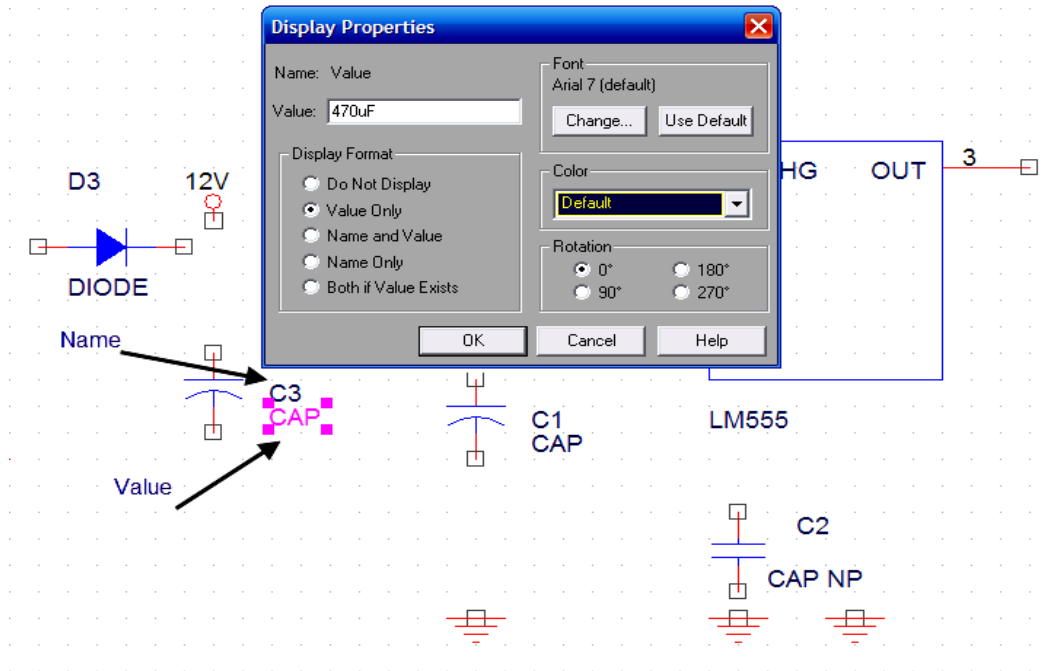 Display Properties
Name: Value
Value: 470uF
Display Format
Do Not Display
Value Only
Name and Value
Name Only
Both if Value Exists
Font
Arial 7 (default)
Change...
Use Default
Color
Default
Rotation
0°
180°
90°
270°
OK
Cancel
Help
D3
12V
DIODE
HG
OUT
3
Name
C3
CAP
Value
C1
CAP
LM555
C2
CAP NP